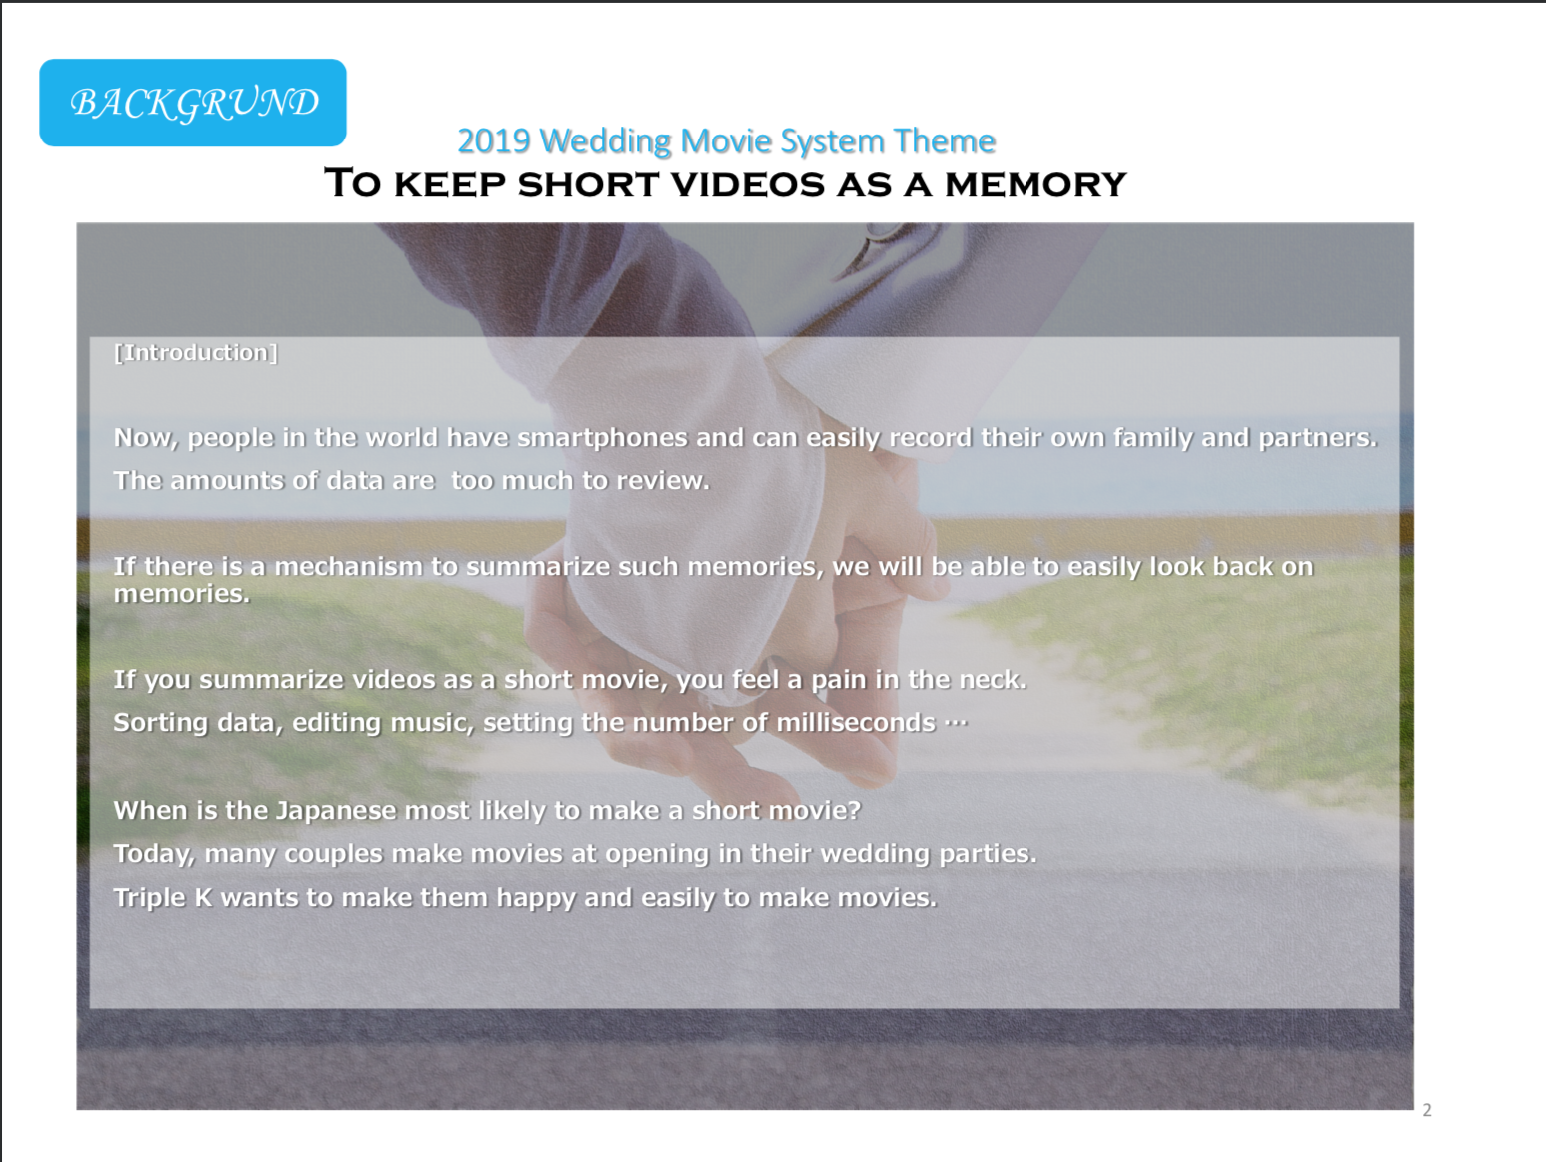 BACKGRUND
2019 Wedding Movie System Theme
TO KEEP SHORT VIDEOS AS A MEMORY
[Introduction]
Now, people in the world have smartphones and can easily record their own family and partners.
The amounts of data are  too much to review.
If there is a mechanism to summarize such memories, we will be able to easily look back on
memories.
If you summarize videos as a short movie, you feel a pain in the neck.
Sorting data, editing music, setting the number of milliseconds …
When is the Japanese most likely to make a short movie?
Today, many couples make movies at opening in their wedding parties.
Triple K wants to make them happy and easily to make movies.
2